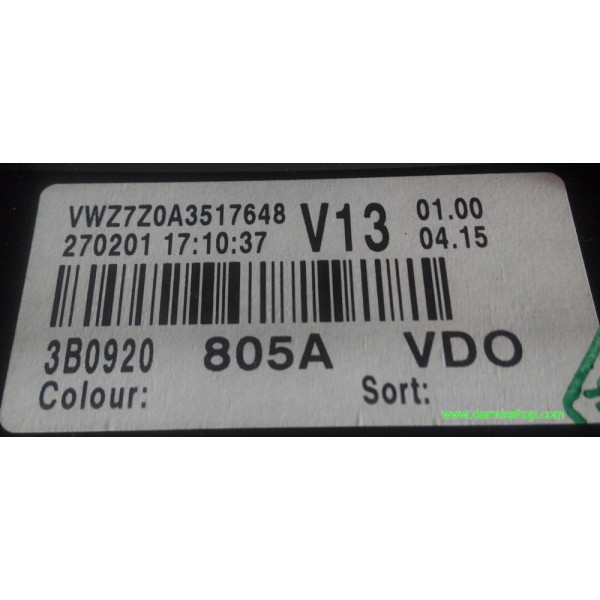 VWZ7Z0A3517648 V13 01.00
270201 17:10:37 04.15
3B0920 805A VDO
Colour: Sort: